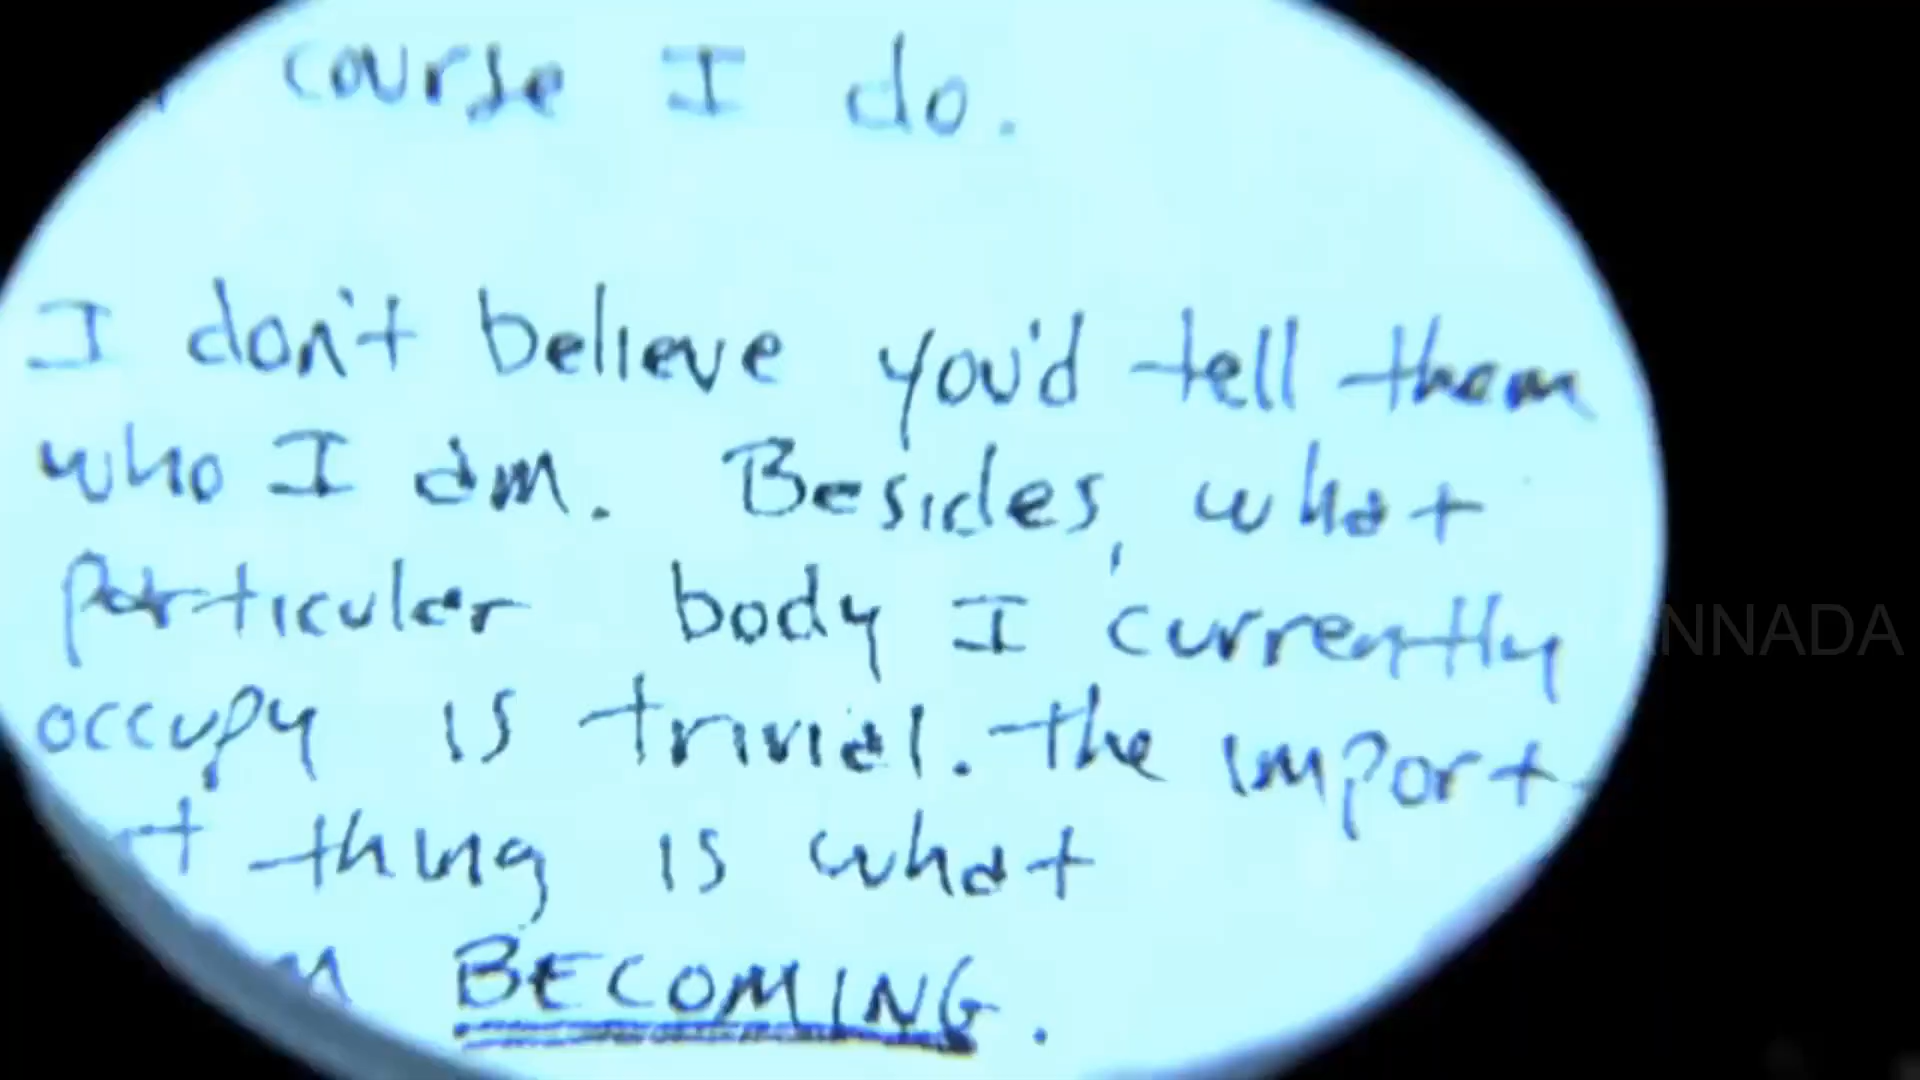 course I do.
I don't believe you'd tell them
who I am. Besides, what
particular body I currently
occupy is trivial. the import
thing is what
BECOMING.
NNADA